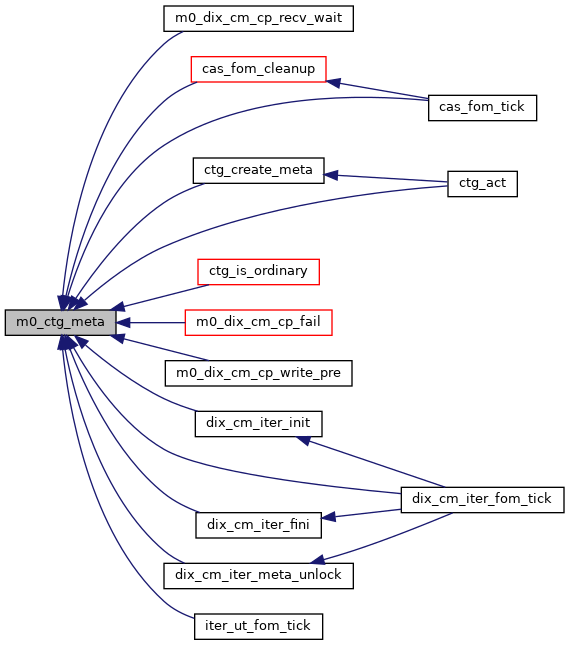 m0_dix_cm_cp_recv_wait
cas_fom_cleanup
cas_fom_tick
ctg_create_meta
ctg_act
ctg_is_ordinary
m0_ctg_meta
m0_dix_cm_cp_fail
m0_dix_cm_cp_write_pre
dix_cm_iter_init
dix_cm_iter_fom_tick
dix_cm_iter_fini
dix_cm_iter_meta_unlock
iter_ut_fom_tick